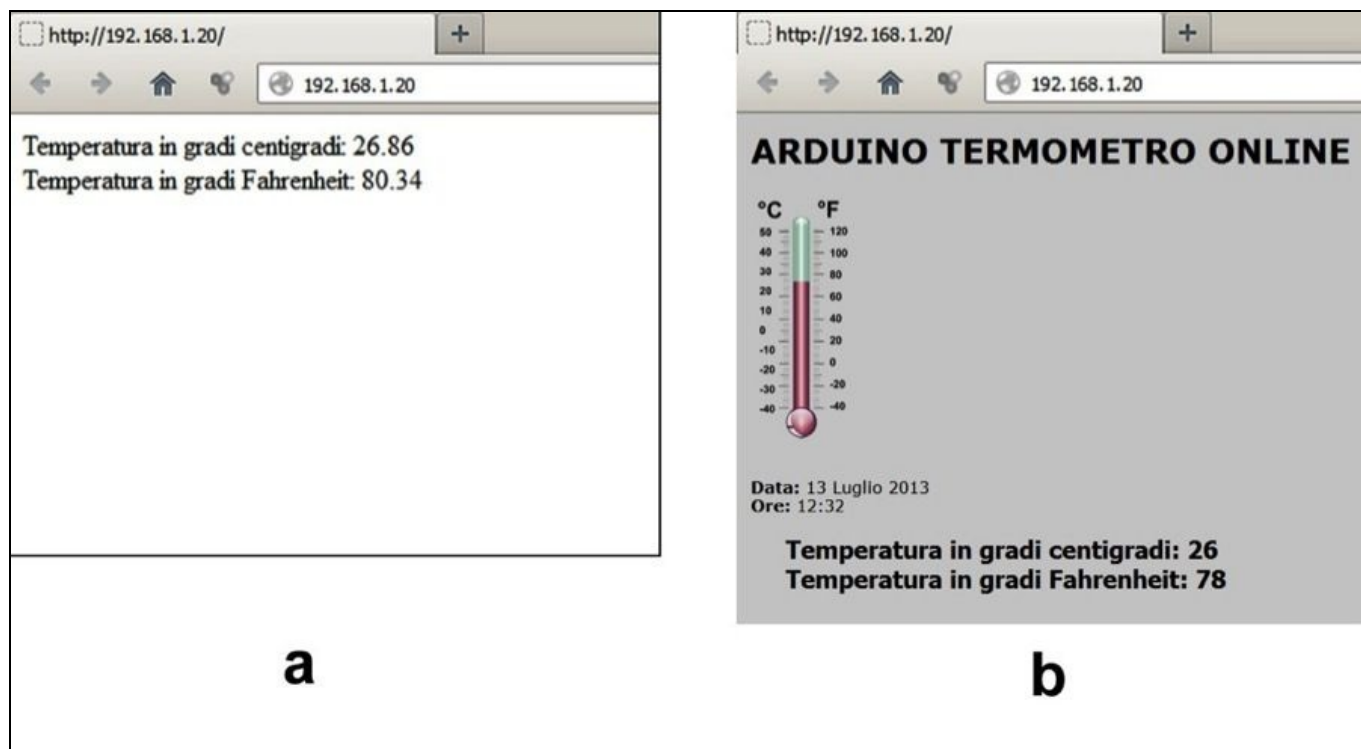 http://192.168.1.20/
+
192.168.1.20
Temperatura in gradi centigradi: 26.86
Temperatura in gradi Fahrenheit: 80.34
a
http://192.168.1.20/
+
192.168.1.20
ARDUINO TERMOMETRO ONLINE
°C °F
50 120
40 100
30 80
20 60
10 40
0 20
-10 0
-20 -20
-30 -40
-40
Data: 13 Luglio 2013
Ore: 12:32
Temperatura in gradi centigradi: 26
Temperatura in gradi Fahrenheit: 78
b